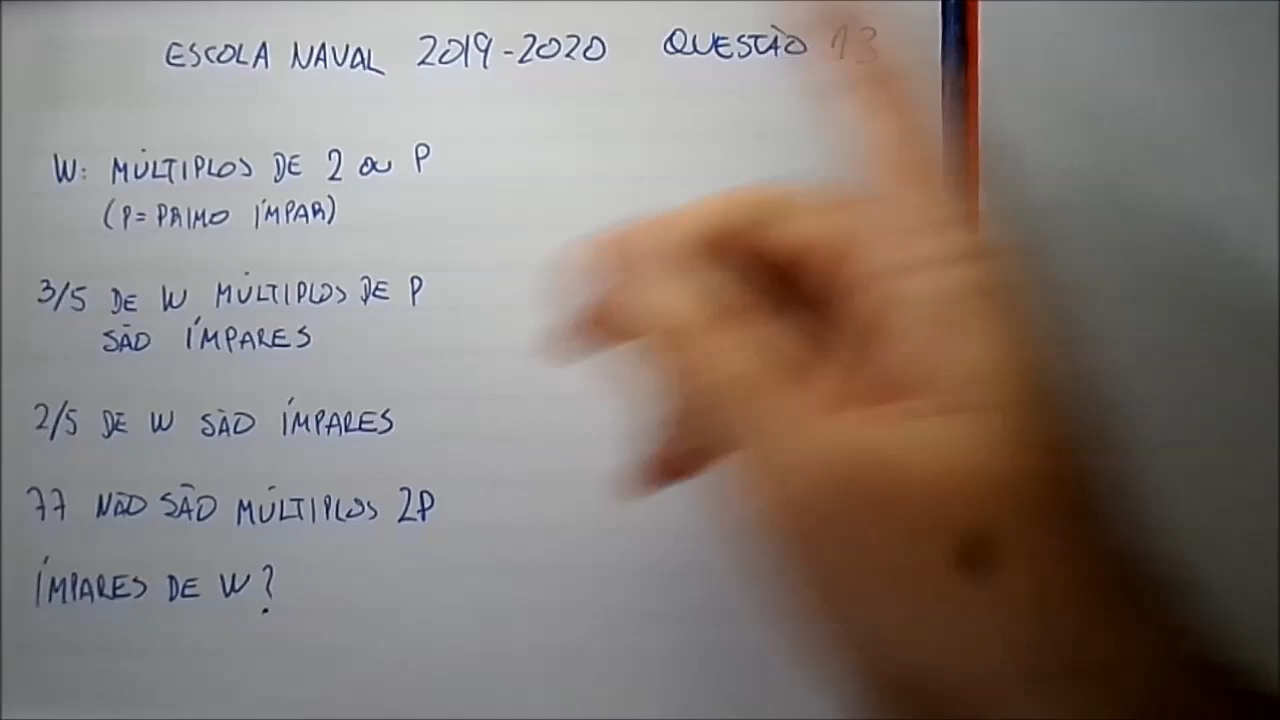 ESCOLA NAVAL 2019-2020 QUESTÃO 13
W: MÚLTIPLOS DE 2 OU P
(P = PRIMO ÍMPAR)
3/5 DE W MÚLTIPLOS DE P
SÃO ÍMPARES
2/5 DE W SÃO ÍMPARES
77 NÃO SÃO MÚLTIPLOS 2P
ÍMPARES DE W?